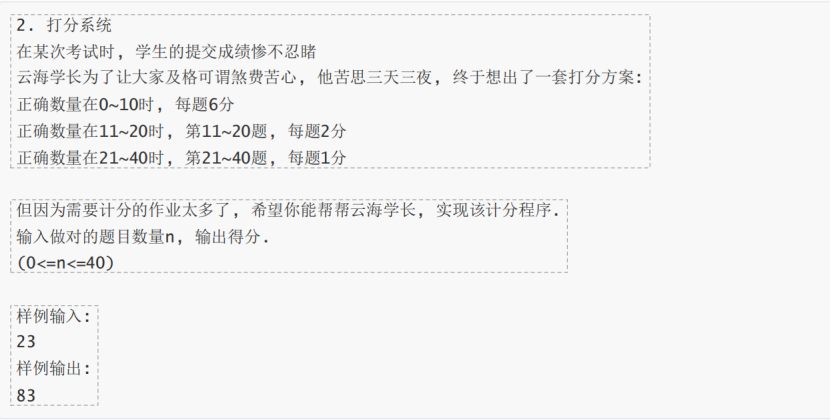 2. 打分系统
在某次考试时, 学生的提交成绩惨不忍睹
云海学长为了让大家及格可谓煞费苦心, 他苦思三天三夜, 终于想出了一套打分方案:
正确数量在0~10时, 每题6分
正确数量在11~20时, 第11~20题, 每题2分
正确数量在21~40时, 第21~40题, 每题1分
但因为需要计分的作业太多了, 希望你能帮帮云海学长, 实现该计分程序.
输入做对的题目数量n, 输出得分.
(0<=n<=40)
样例输入:
23
样例输出:
83